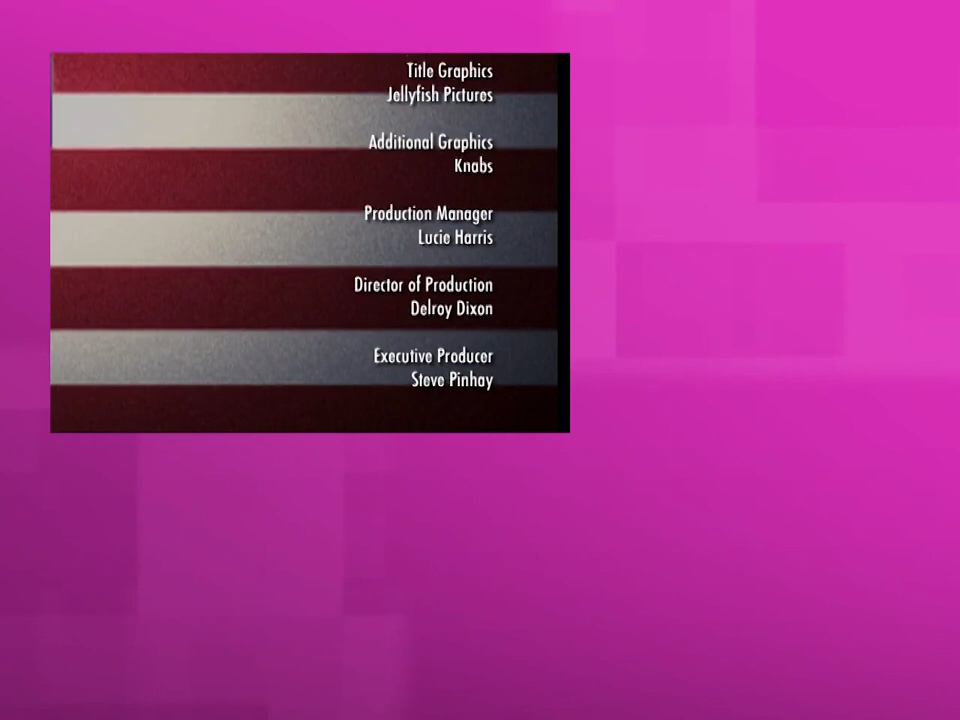 Title Graphics
Jellyfish Pictures
Additional Graphics
Knabs
Production Manager
Lucie Harris
Director of Production
Delroy Dixon
Executive Producer
Steve Pinhay